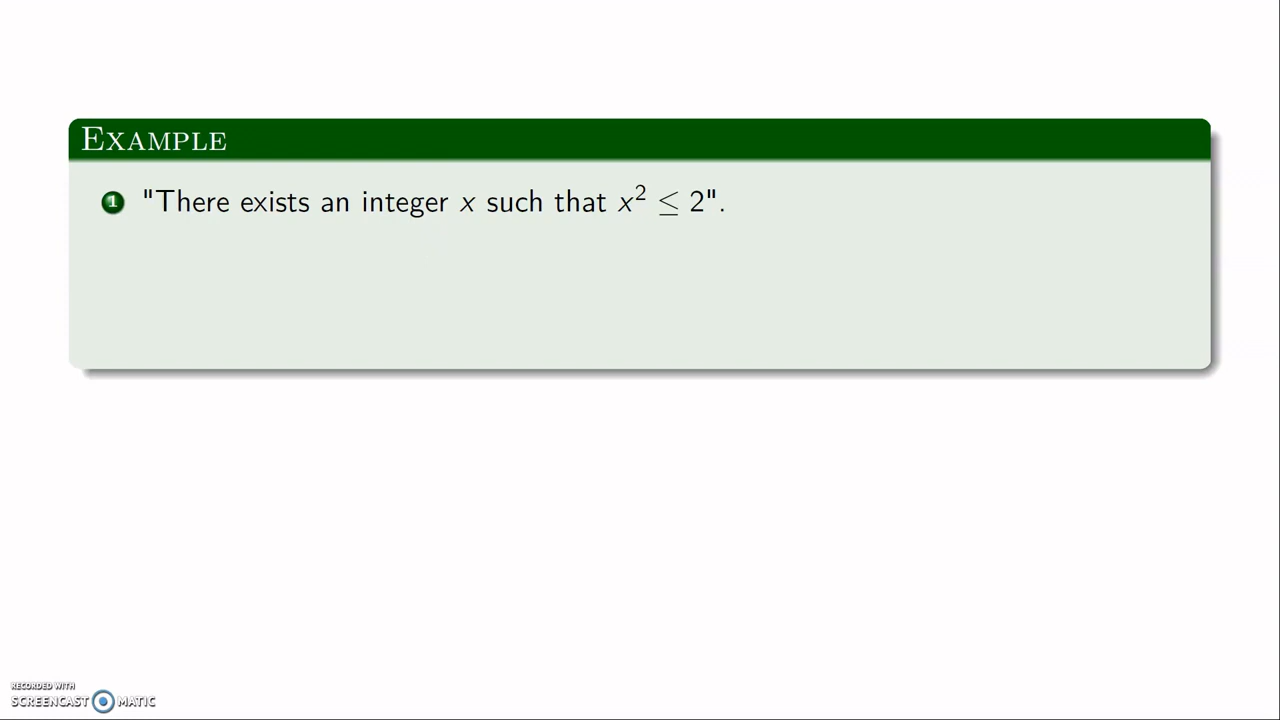 EXAMPLE
1 "There exists an integer x such that x² ≤ 2".
RECORDED WITH
SCREENCAST MATIC